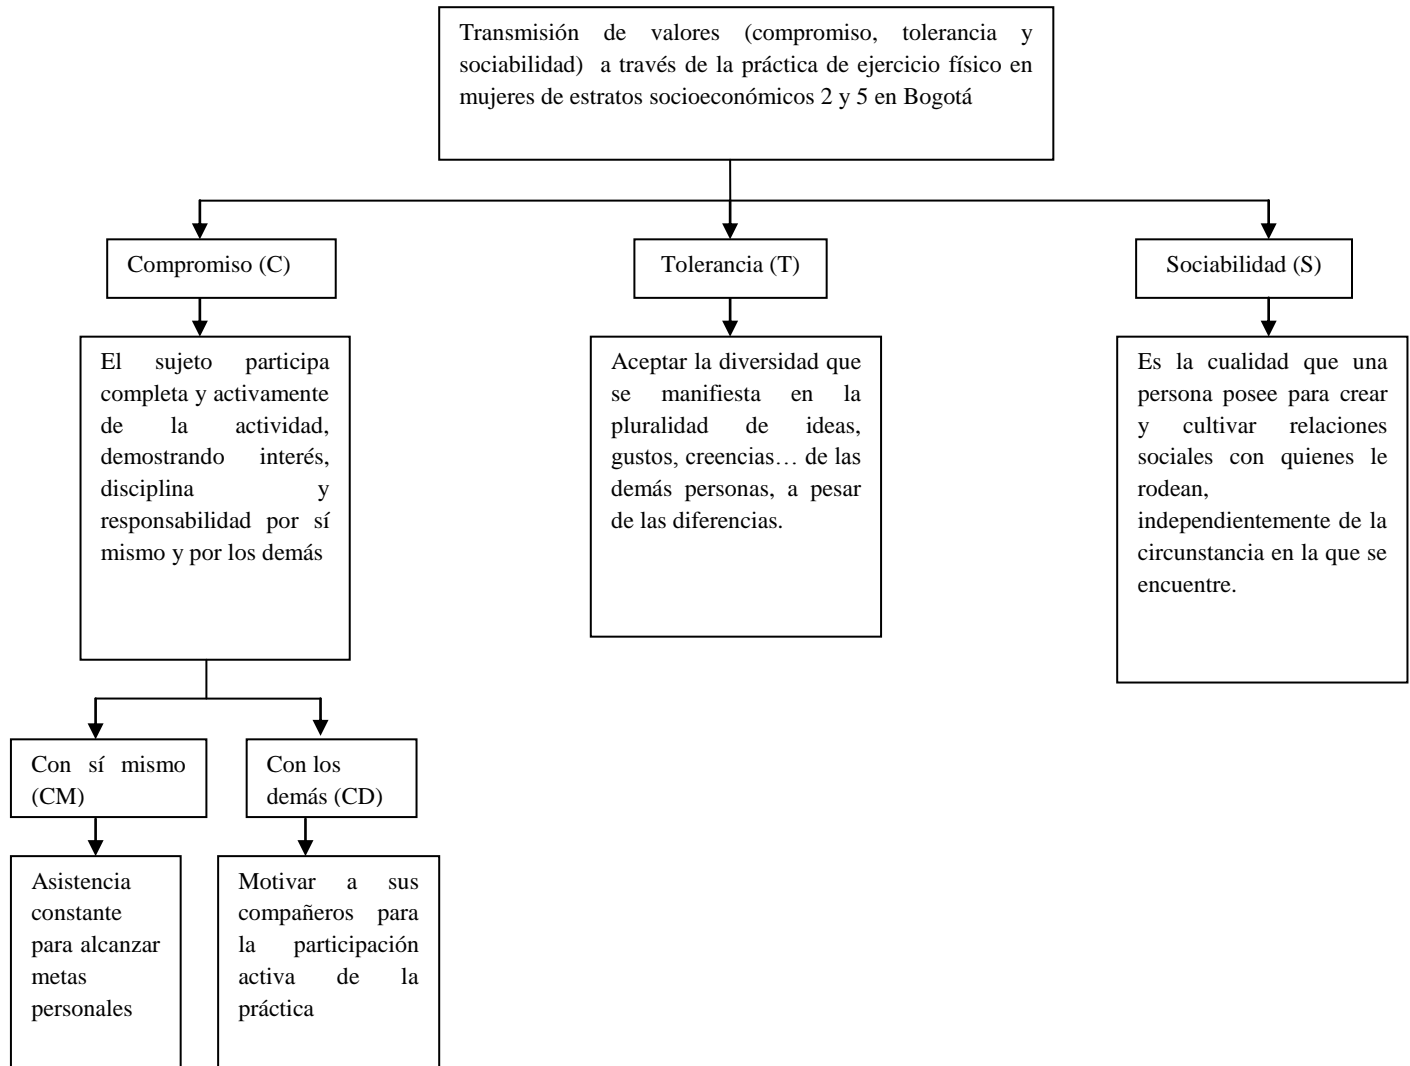 Transmisión de valores (compromiso, tolerancia y
sociabilidad) a través de la práctica de ejercicio físico en
mujeres de estratos socioeconómicos 2 y 5 en Bogotá
Compromiso (C)
Tolerancia (T)
Sociabilidad (S)
El sujeto participa
completa y activamente
de la actividad,
demostrando interés,
disciplina y
responsabilidad por sí
mismo y por los demás
Aceptar la diversidad que
se manifiesta en la
pluralidad de ideas,
gustos, creencias… de las
demás personas, a pesar
de las diferencias.
Es la cualidad que una
persona posee para crear
y cultivar relaciones
sociales con quienes le
rodean,
independientemente de la
circunstancia en la que se
encuentre.
Con sí mismo
(CM)
Con los
demás (CD)
Asistencia
constante
para alcanzar
metas
personales
Motivar a sus
compañeros para
la participación
activa de la
práctica